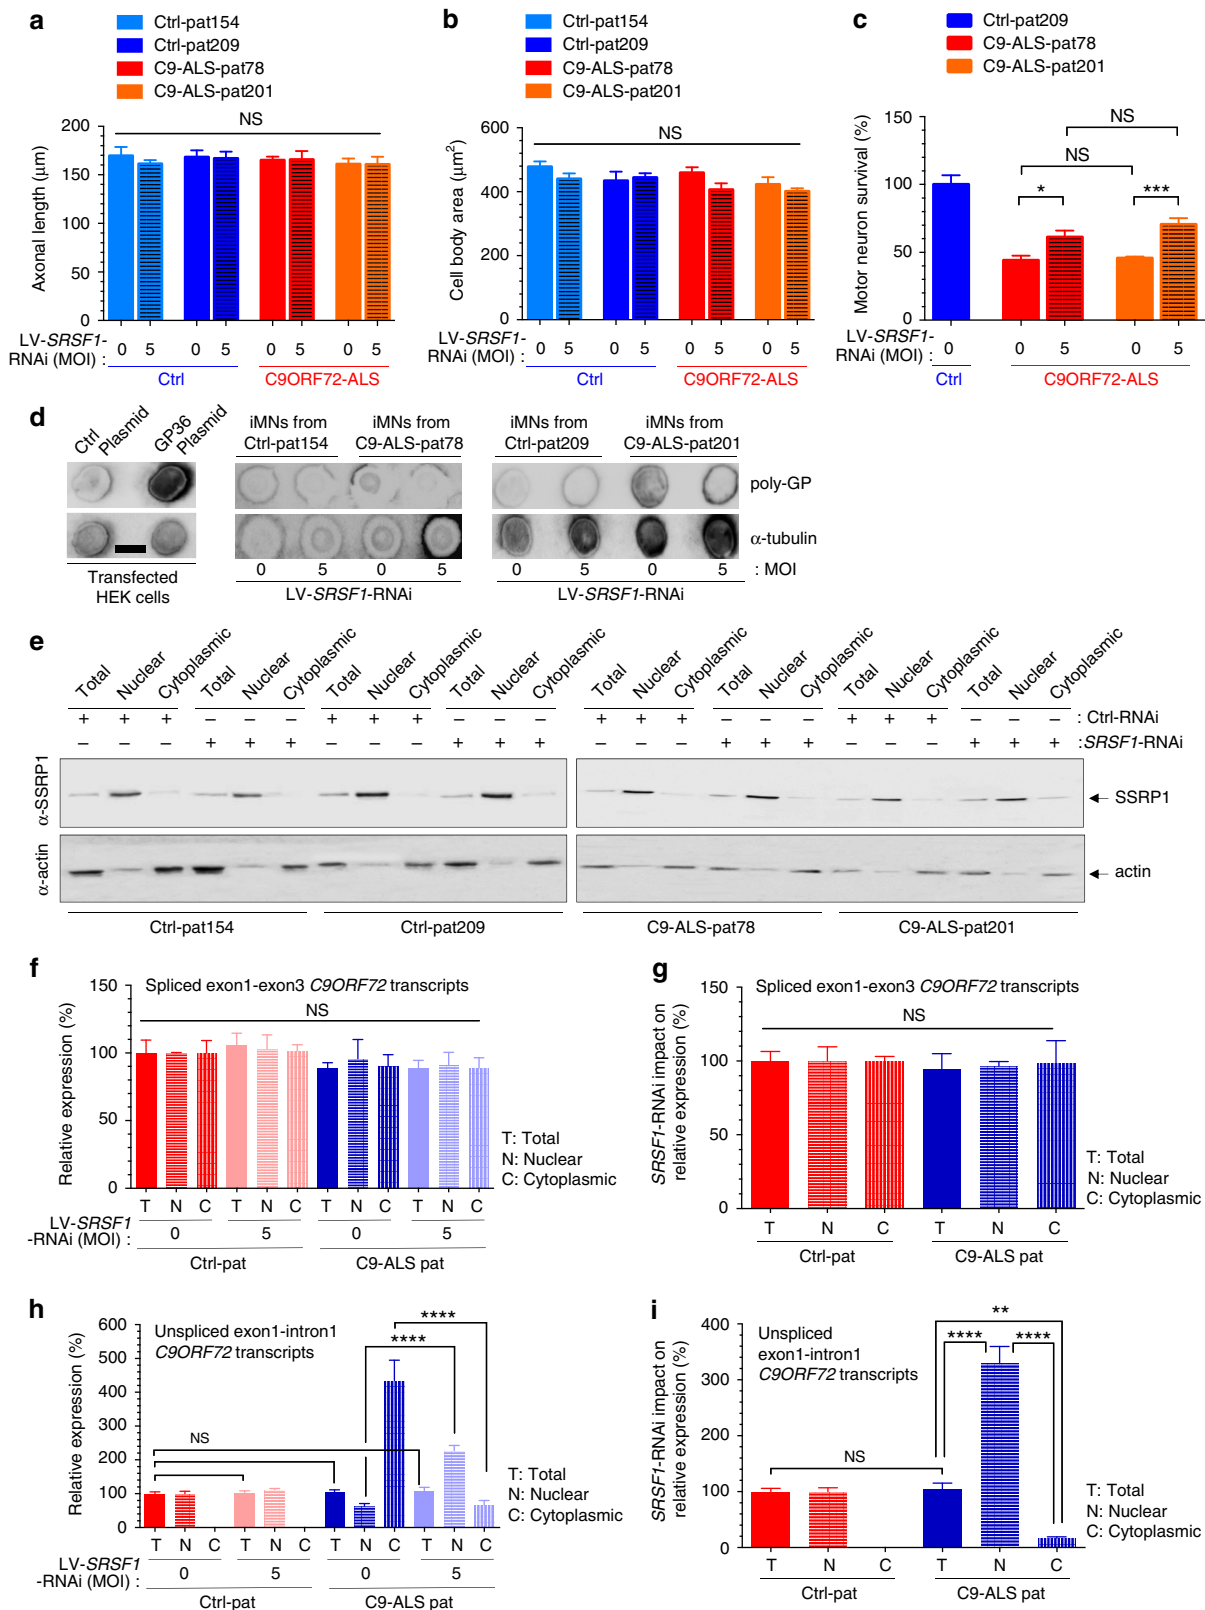 a
Ctrl-pat154
Ctrl-pat209
C9-ALS-pat78
C9-ALS-pat201
Axonal length (μm)
200
150
100
50
0
NS
LV-SRSF1-
RNAi (MOI) :
0 5 0 5 0 5 0 5
Ctrl
C9ORF72-ALS
b
Ctrl-pat154
Ctrl-pat209
C9-ALS-pat78
C9-ALS-pat201
Cell body area (μm²)
600
400
200
0
NS
LV-SRSF1-
RNAi (MOI) :
0 5 0 5 0 5 0 5
Ctrl
C9ORF72-ALS
c
Ctrl-pat209
C9-ALS-pat78
C9-ALS-pat201
Motor neuron survival (%)
150
100
50
0
NS
NS
*
***
LV-SRSF1-
RNAi (MOI) :
0 0 5 0 5
Ctrl
C9ORF72-ALS
d
Ctrl
Plasmid
GP36
Plasmid
iMNs from
Ctrl-pat154
iMNs from
C9-ALS-pat78
iMNs from
Ctrl-pat209
iMNs from
C9-ALS-pat201
poly-GP
α-tubulin
Transfected
HEK cells
0 5 0 5
LV-SRSF1-RNAi
0 5 0 5 : MOI
LV-SRSF1-RNAi
e
Total Nuclear Cytoplasmic Total Nuclear Cytoplasmic Total Nuclear Cytoplasmic Total Nuclear Cytoplasmic Total Nuclear Cytoplasmic Total Nuclear Cytoplasmic Total Nuclear Cytoplasmic Total Nuclear Cytoplasmic
+ + + – – – + + + – – – + + + – – – + + + – – – : Ctrl-RNAi
– – – + + + – – – + + + – – – + + + – – – + + + :SRSF1-RNAi
α-SSRP1
SSRP1
α-actin
actin
Ctrl-pat154
Ctrl-pat209
C9-ALS-pat78
C9-ALS-pat201
f
Spliced exon1-exon3 C9ORF72 transcripts
NS
Relative expression (%)
150
100
50
0
T: Total
N: Nuclear
C: Cytoplasmic
T N C T N C T N C T N C
LV-SRSF1
-RNAi (MOI) :
0 5 0 5
Ctrl-pat
C9-ALS pat
g
Spliced exon1-exon3 C9ORF72 transcripts
NS
SRSF1-RNAi impact on
relative expression (%)
150
100
50
0
T: Total
N: Nuclear
C: Cytoplasmic
T N C T N C
Ctrl-pat
C9-ALS pat
h
Unspliced exon1-intron1
C9ORF72 transcripts
Relative expression (%)
600
500
400
300
200
100
0
NS
****
****
T: Total
N: Nuclear
C: Cytoplasmic
T N C T N C T N C T N C
LV-SRSF1
-RNAi (MOI) :
0 5 0 5
Ctrl-pat
C9-ALS pat
i
Unspliced
exon1-intron1
C9ORF72 transcripts
SRSF1-RNAi impact on
relative expression (%)
400
300
200
100
0
NS
**
****
****
T: Total
N: Nuclear
C: Cytoplasmic
T N C T N C
Ctrl-pat
C9-ALS pat